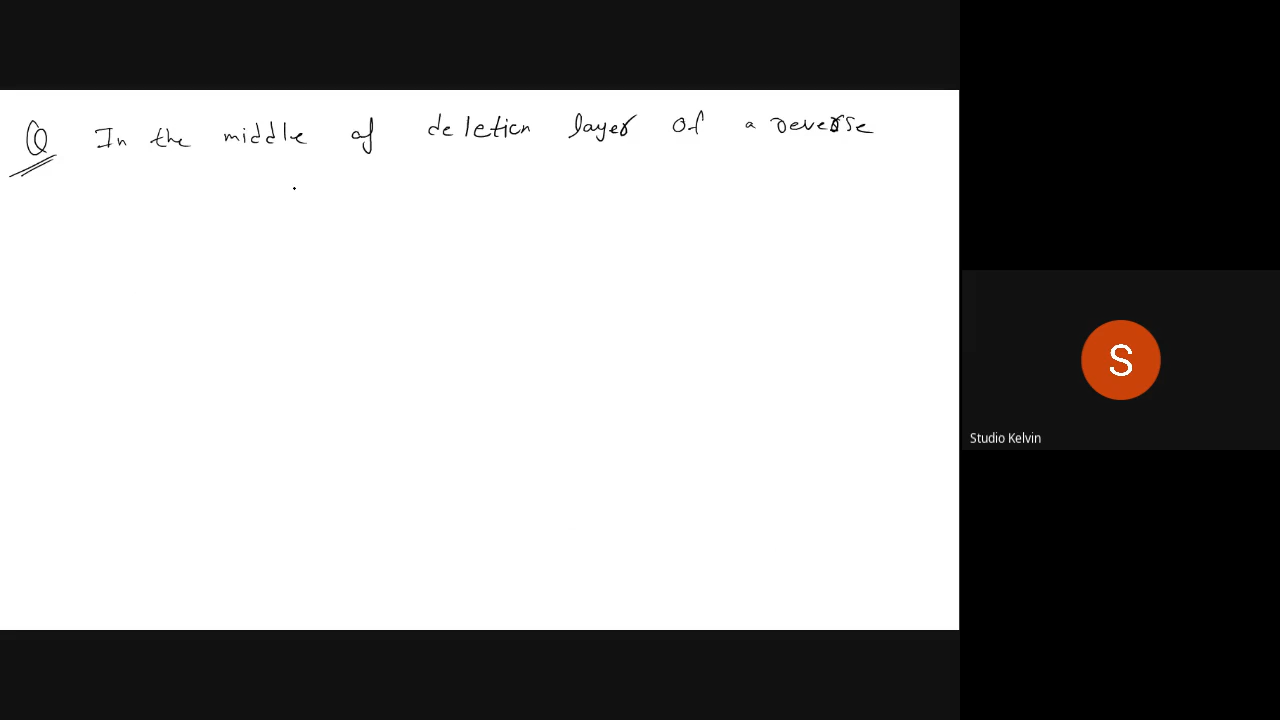 Q In the middle of deletion layer of a reverse
S
Studio Kelvin